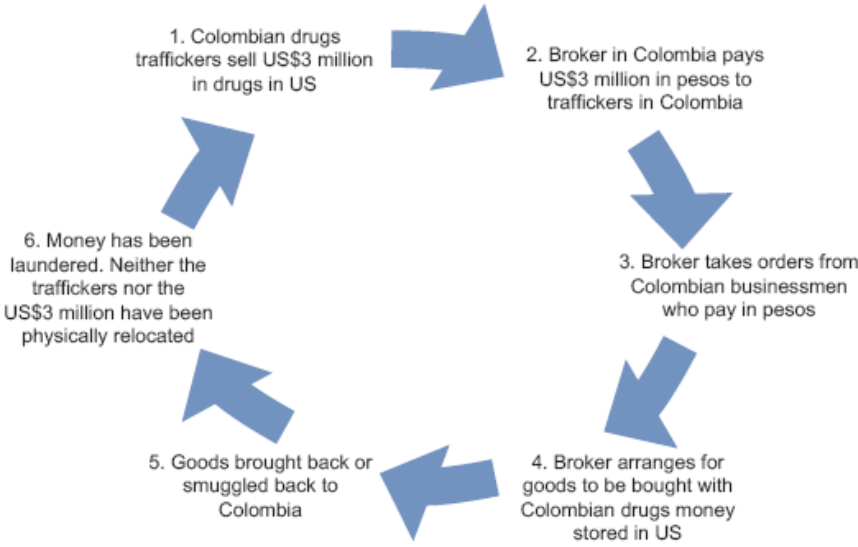 1. Colombian drugs
traffickers sell US$3 million
in drugs in US
2. Broker in Colombia pays
US$3 million in pesos to
traffickers in Colombia
3. Broker takes orders from
Colombian businessmen
who pay in pesos
4. Broker arranges for
goods to be bought with
Colombian drugs money
stored in US
5. Goods brought back or
smuggled back to
Colombia
6. Money has been
laundered. Neither the
traffickers nor the
US$3 million have been
physically relocated